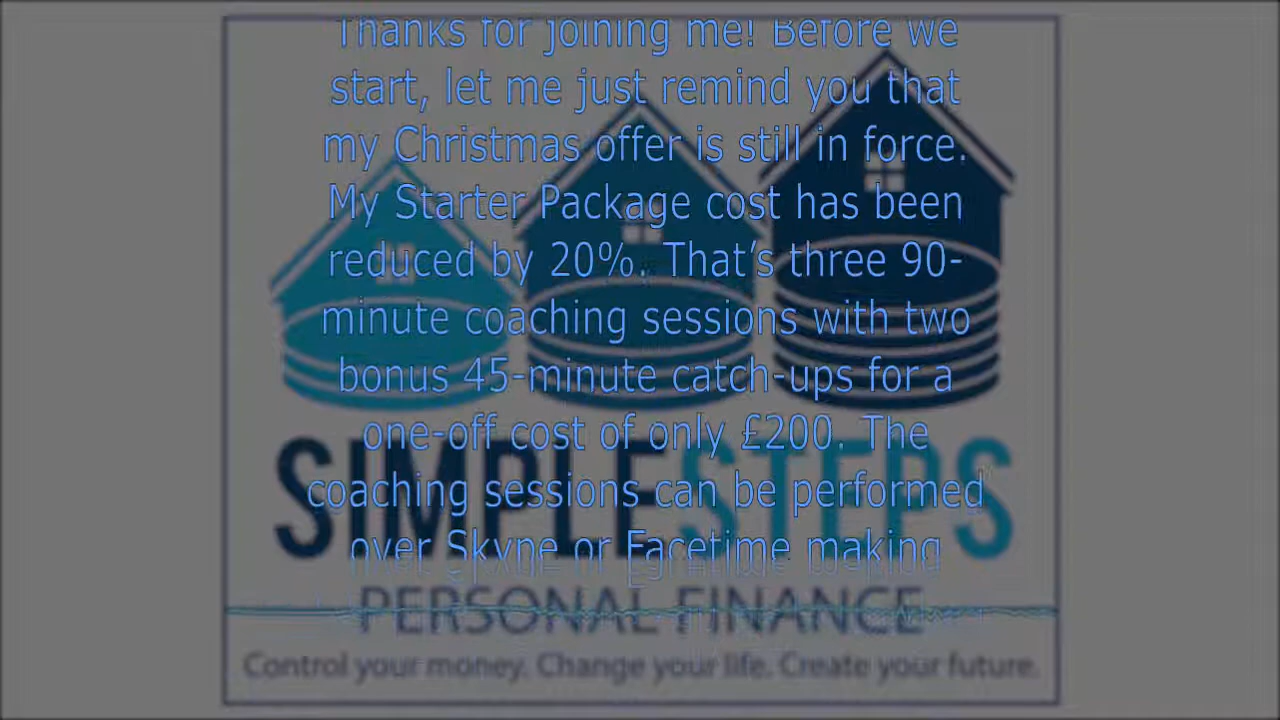 Thanks for joining me! Before we
start, let me just remind you that
my Christmas offer is still in force.
My Starter Package cost has been
reduced by 20%. That’s three 90-
minute coaching sessions with two
bonus 45-minute catch-ups for a
one-off cost of only £200. The
coaching sessions can be performed
over Skype or Facetime making
SIMPLESTEPS
PERSONAL FINANCE
Control your money. Change your life. Create your future.